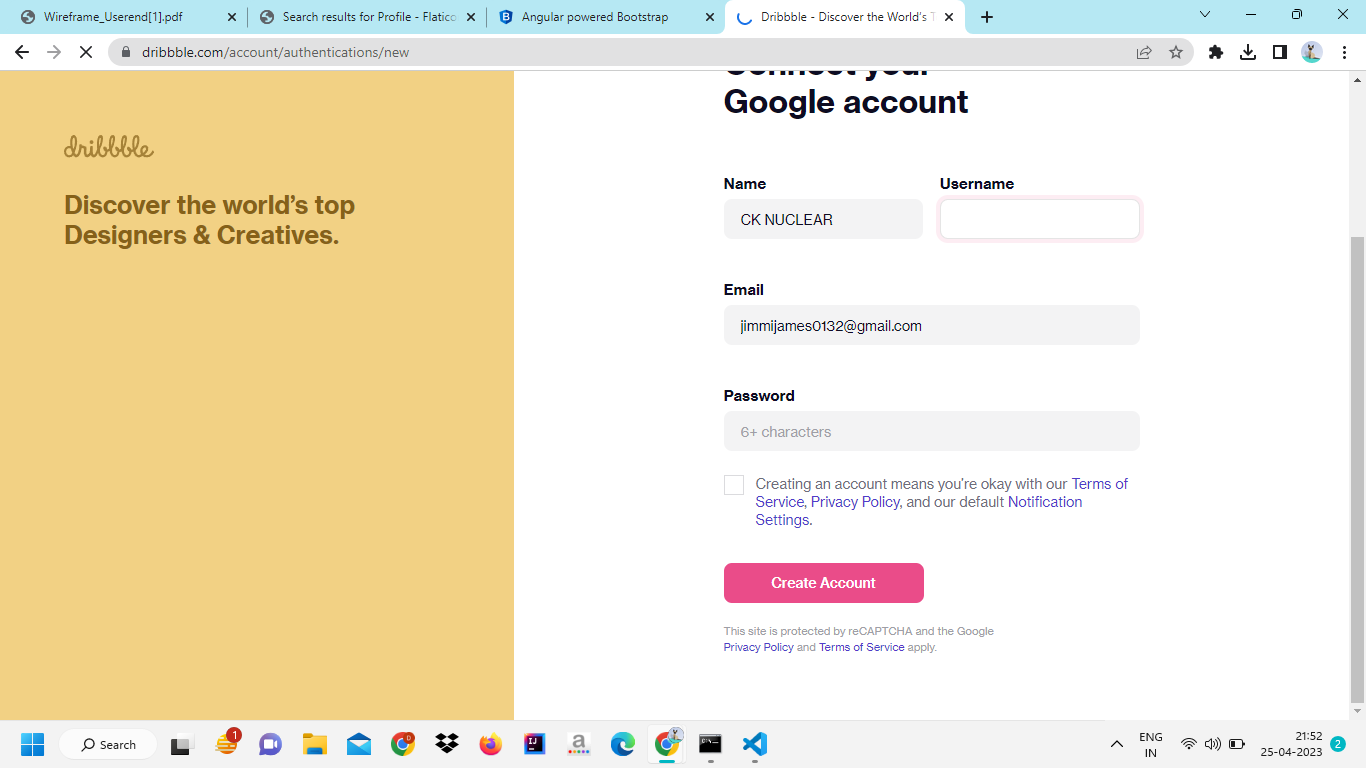 Wireframe_Userend[1].pdf
Search results for Profile - Flatico
Angular powered Bootstrap
Dribbble - Discover the World's T
dribbble.com/account/authentications/new
dribbble
Discover the world's top
Designers & Creatives.
Connect your
Google account
Name
Username
CK NUCLEAR
Email
jimmijames0132@gmail.com
Password
6+ characters
Creating an account means you're okay with our Terms of
Service, Privacy Policy, and our default Notification
Settings.
Create Account
This site is protected by reCAPTCHA and the Google
Privacy Policy and Terms of Service apply.
Search
1
D
a
IJ
ENG
IN
21:52
25-04-2023
2